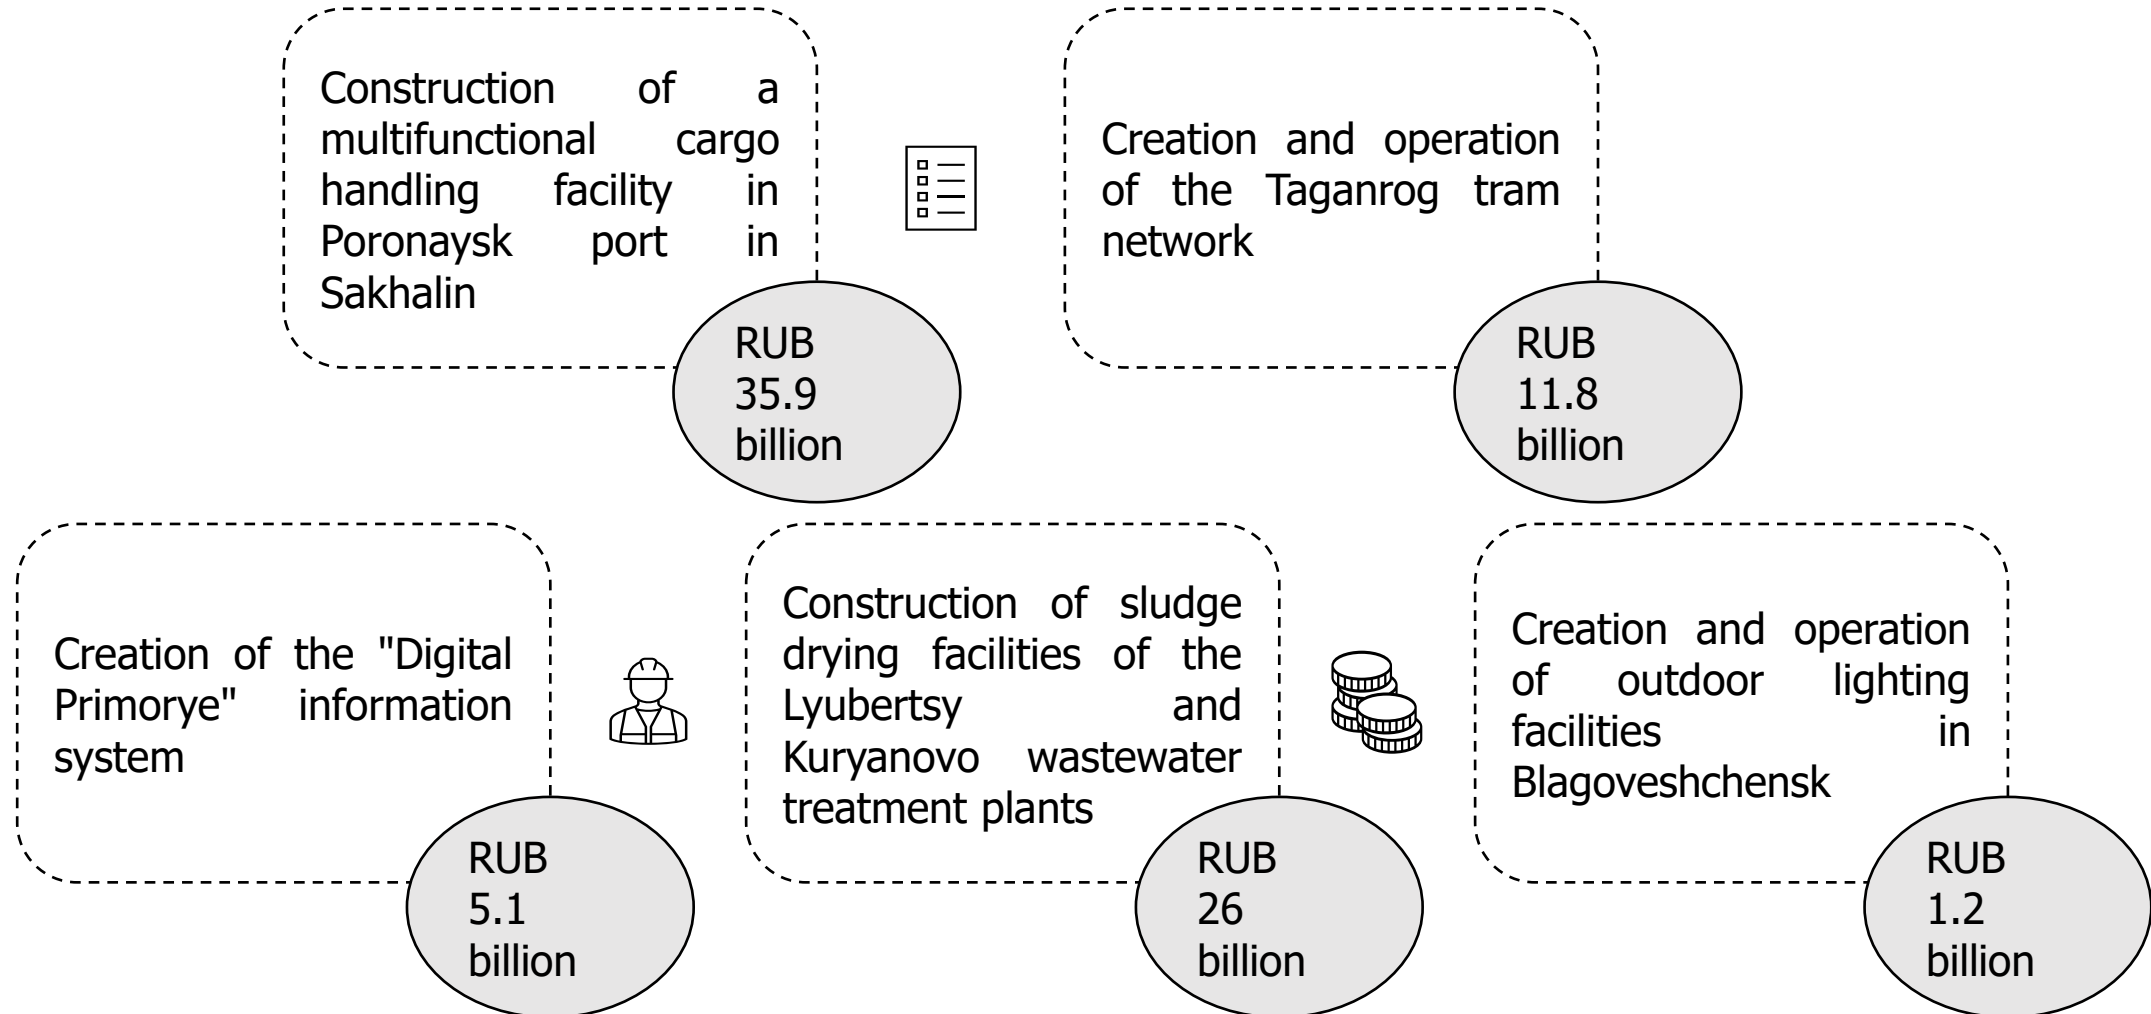 Construction of a
multifunctional cargo
handling facility in
Poronaysk port in
Sakhalin
RUB
35.9
billion
Creation and operation
of the Taganrog tram
network
RUB
11.8
billion
Creation of the "Digital
Primorye" information
system
RUB
5.1
billion
Construction of sludge
drying facilities of the
Lyubertsy and
Kuryanovo wastewater
treatment plants
RUB
26
billion
Creation and operation
of outdoor lighting
facilities in
Blagoveshchensk
RUB
1.2
billion